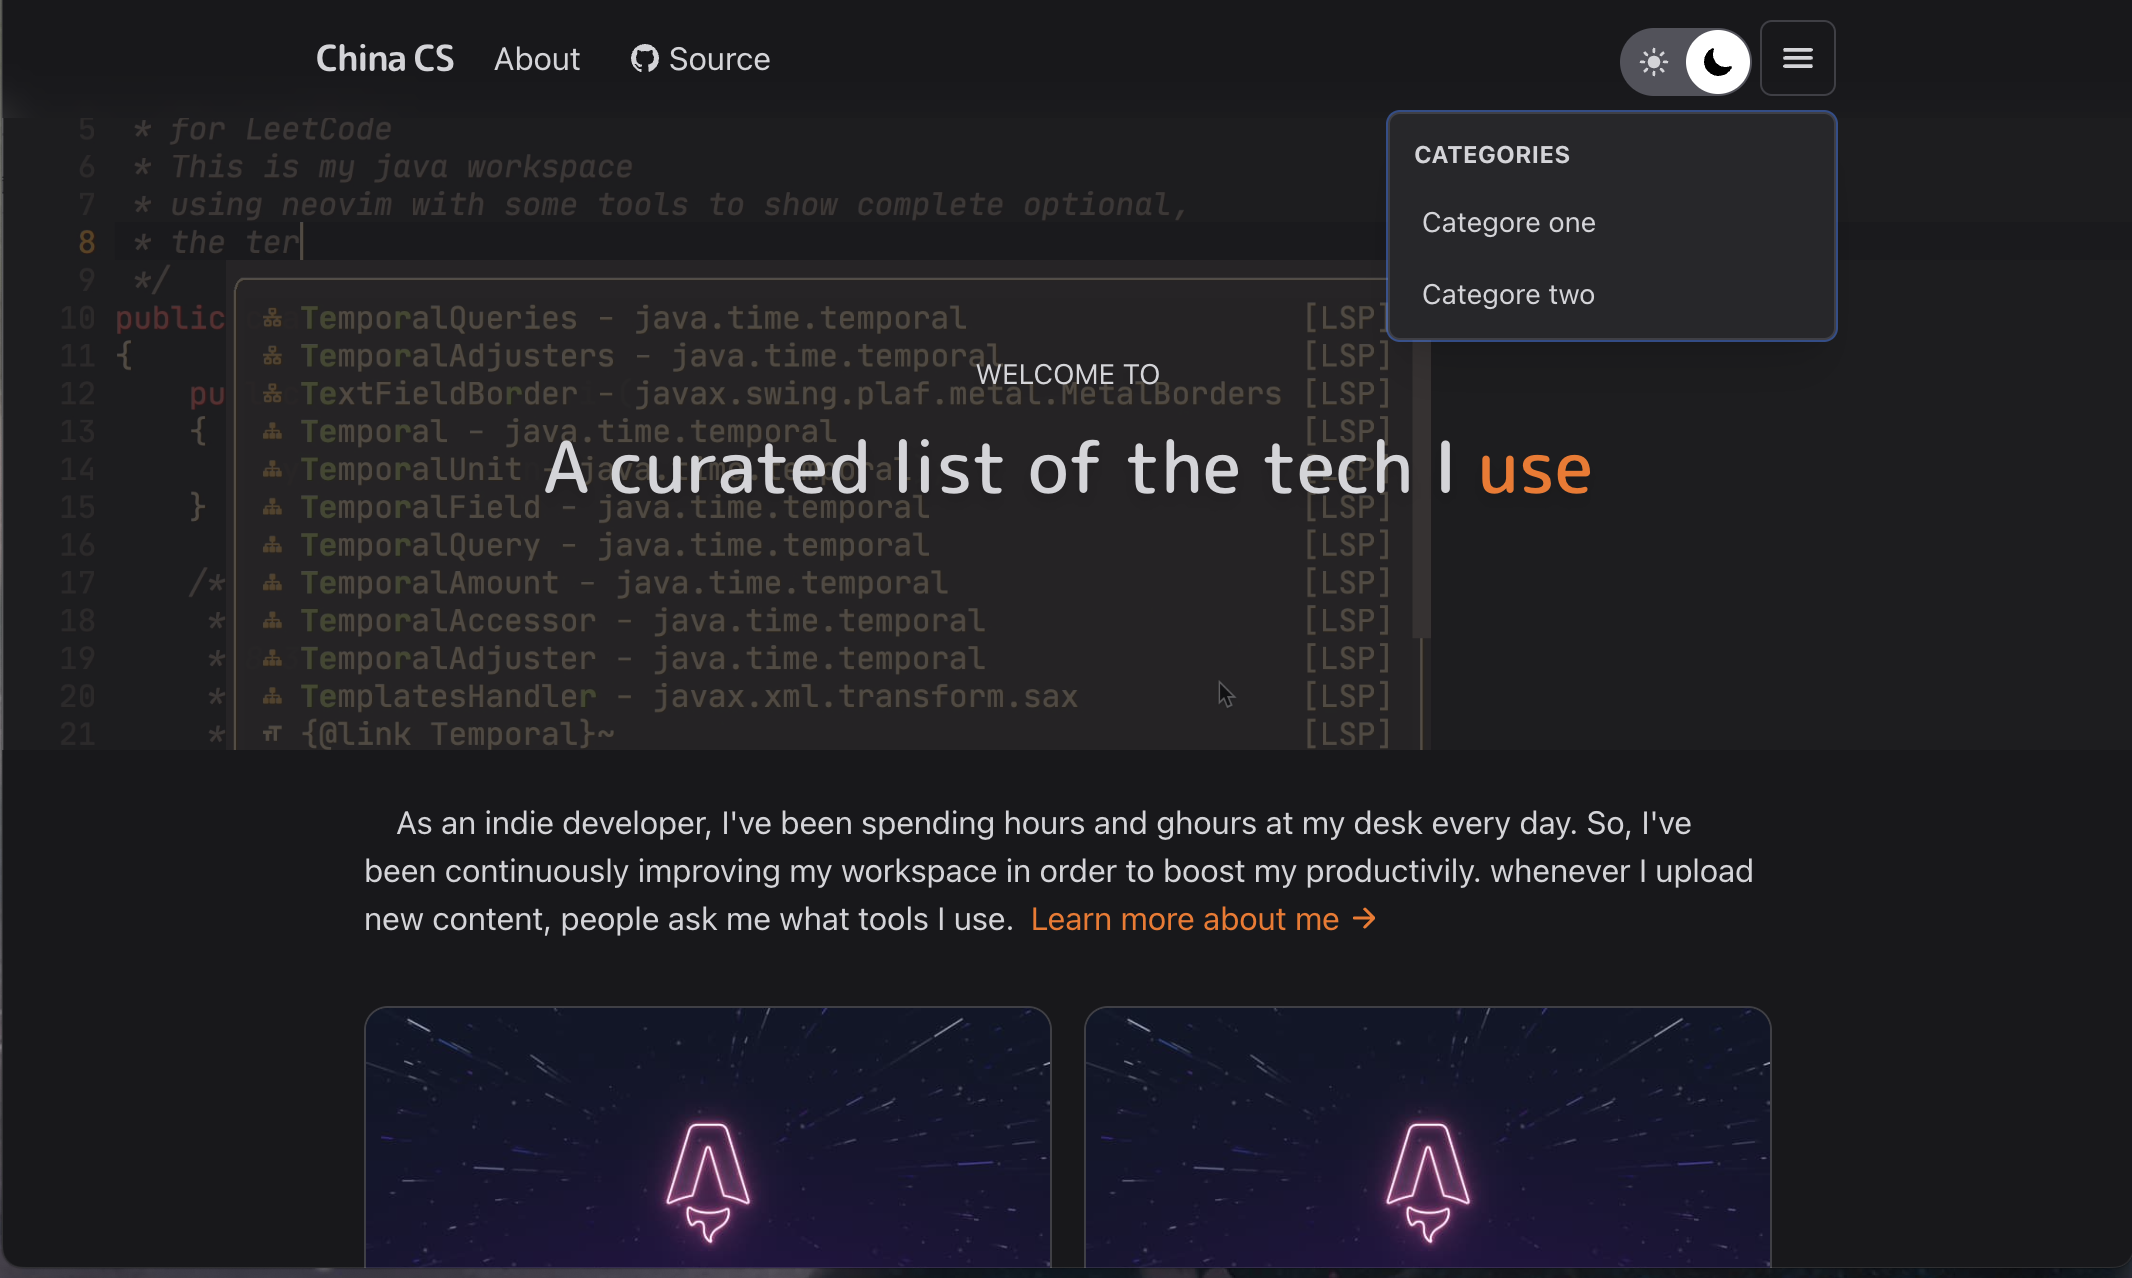 China CS About Source
CATEGORIES
Categore one
Categore two
5 * for LeetCode
6 * This is my java workspace
7 * using neovim with some tools to show complete optional,
8 * the ter
9 */
10 public
11 {
12 pu
13 {
14
15 }
16
17 /*
18 *
19 *
20 *
21 *
TemporalQueries - java.time.temporal [LSP]
TemporalAdjusters - java.time.temporal [LSP]
TextFieldBorder - javax.swing.plaf.metal.MetalBorders [LSP]
Temporal - java.time.temporal [LSP]
TemporalUnit - java.time.temporal [LSP]
TemporalField - java.time.temporal [LSP]
TemporalQuery - java.time.temporal [LSP]
TemporalAmount - java.time.temporal [LSP]
TemporalAccessor - java.time.temporal [LSP]
TemporalAdjuster - java.time.temporal [LSP]
TemplatesHandler - javax.xml.transform.sax [LSP]
{@link Temporal}~ [LSP]
WELCOME TO
A curated list of the tech I use
As an indie developer, I've been spending hours and ghours at my desk every day. So, I've
been continuously improving my workspace in order to boost my productivily. whenever I upload
new content, people ask me what tools I use. Learn more about me →